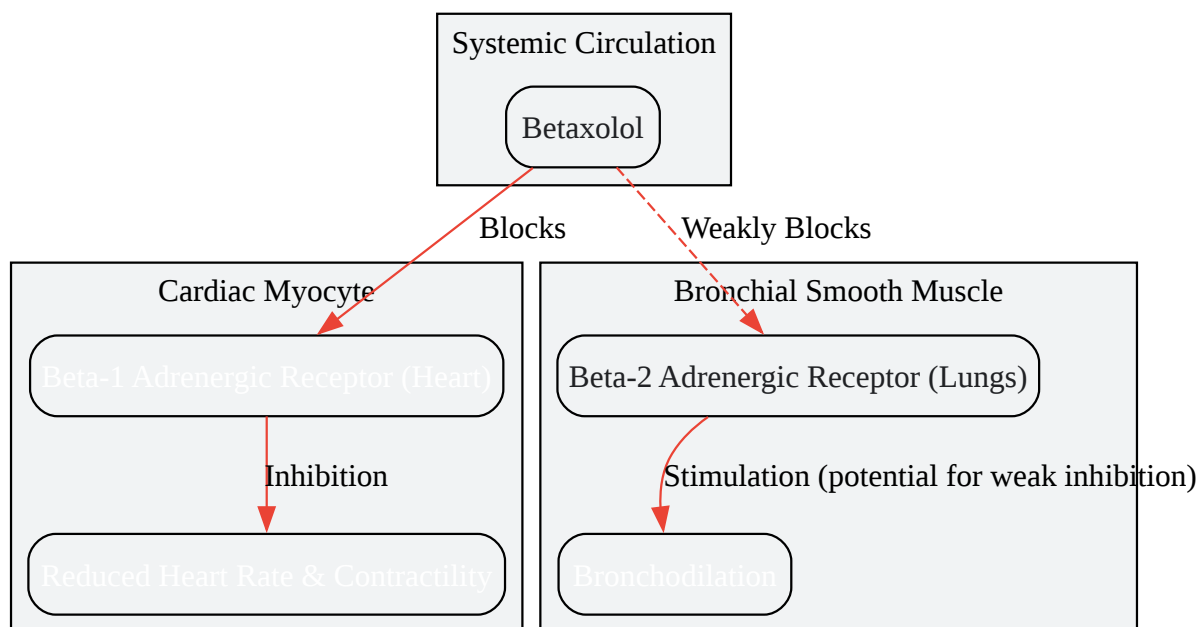 Systemic Circulation
Betaxolol
Blocks
Weakly Blocks
Cardiac Myocyte
Bronchial Smooth Muscle
Beta-1 Adrenergic Receptor (Heart)
Beta-2 Adrenergic Receptor (Lungs)
Inhibition
Stimulation (potential for weak inhibition)
Reduced Heart Rate & Contractility
Bronchodilation